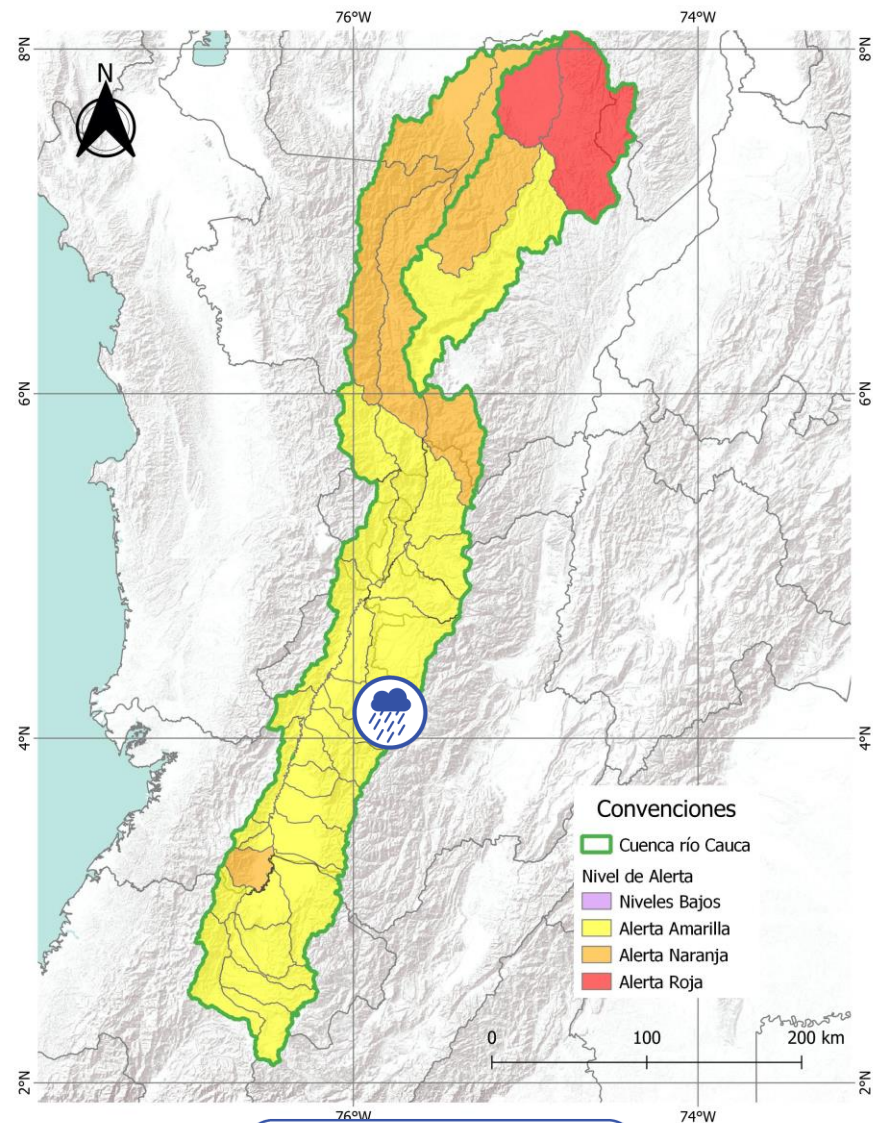 76°W 74°W
8°N 8°N
N
6°N 6°N
4°N 4°N
Convenciones
Cuenca río Cauca
Nivel de Alerta
Niveles Bajos
Alerta Amarilla
Alerta Naranja
Alerta Roja
0 100 200 km
2°N 2°N
76°W 74°W